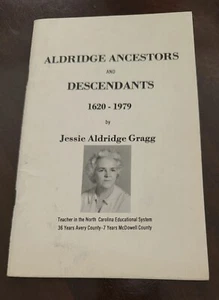 ALDRIDGE ANCESTORS
AND
DESCENDANTS
1620 - 1979
by
Jessie Aldridge Gragg
Teacher in the North Carolina Educational System
36 Years Avery County-7 Years McDowell County